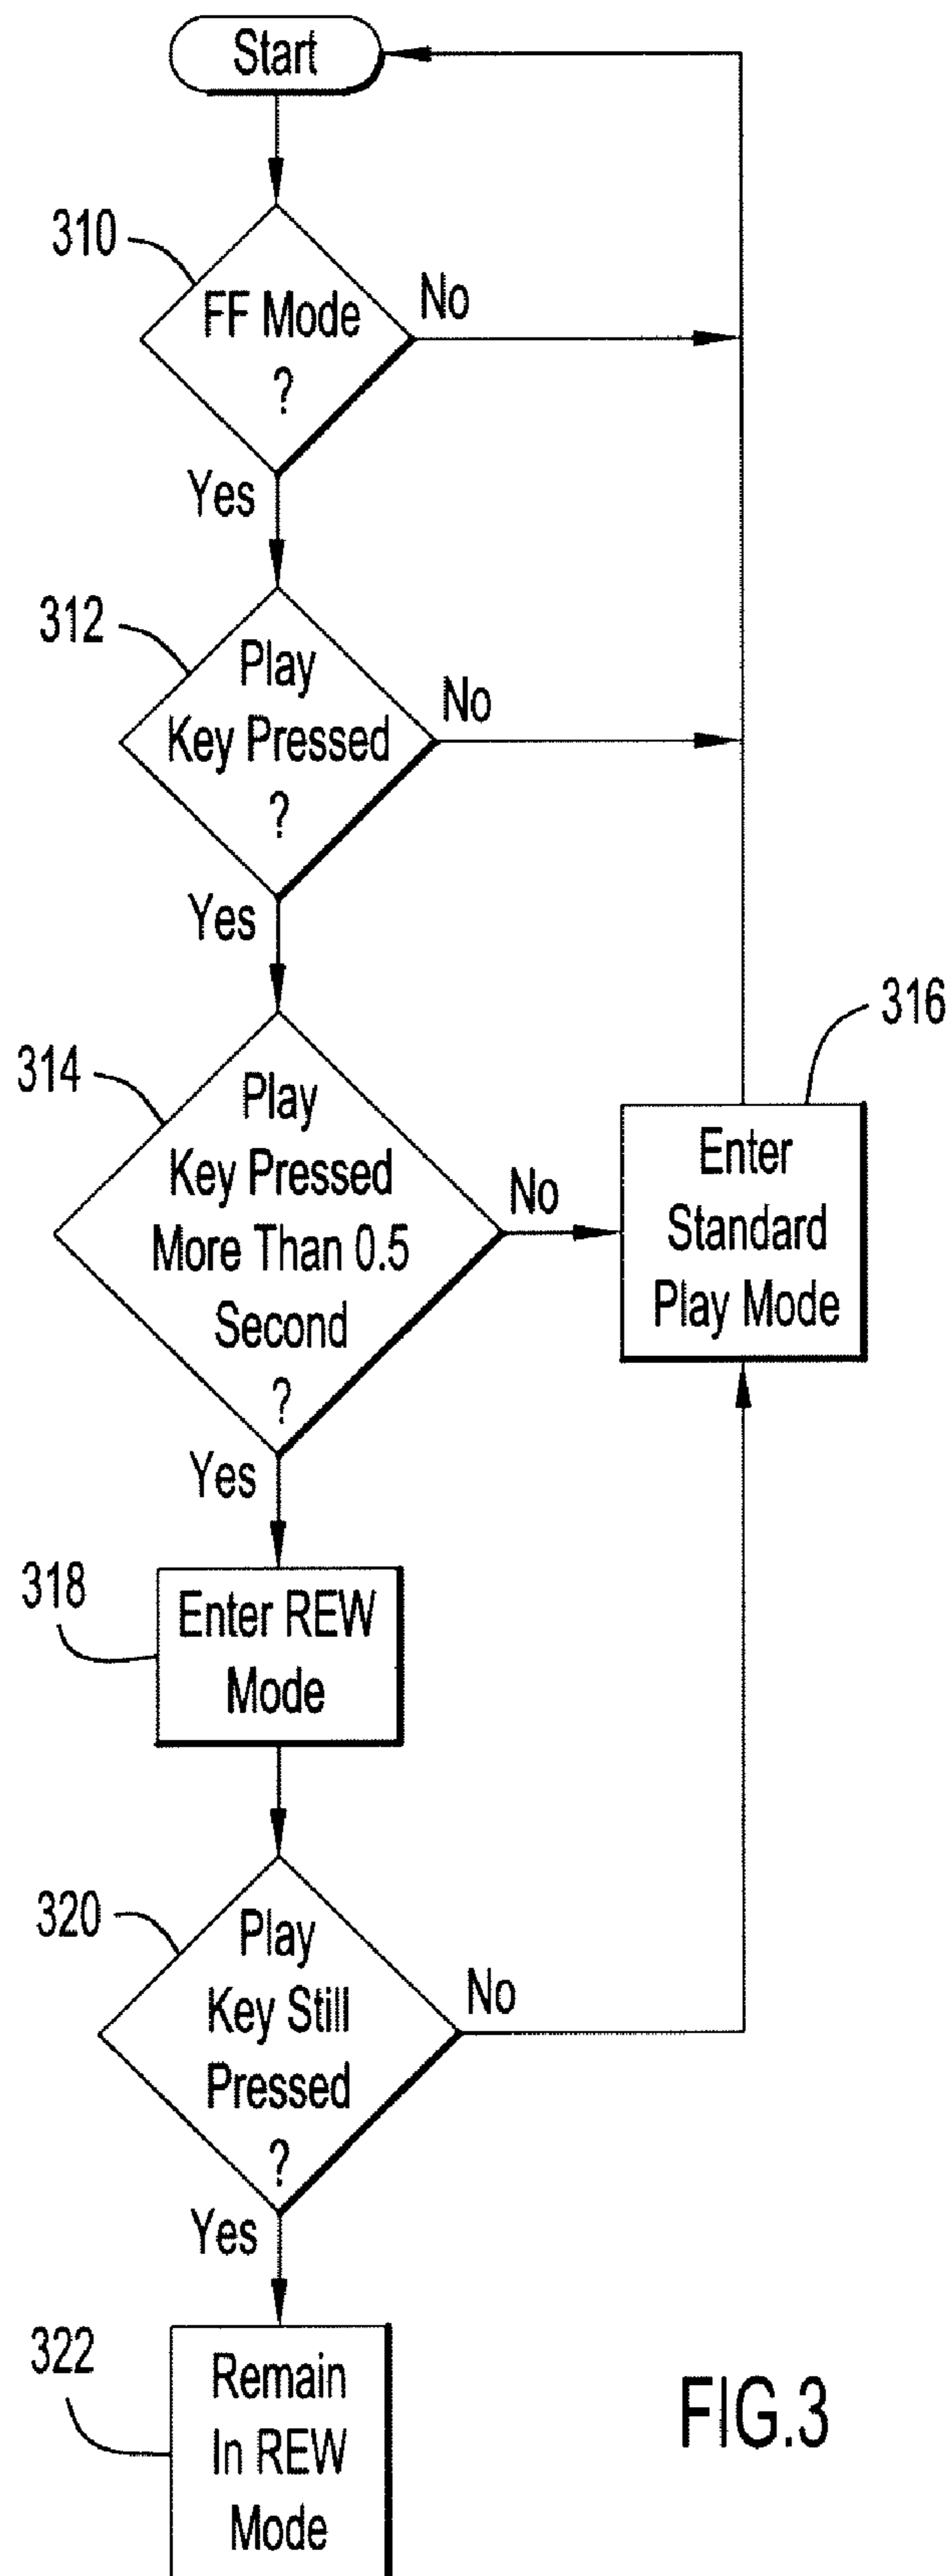 Start
310
FF Mode
?
No
Yes
312
Play
Key Pressed
?
No
Yes
314
Play
Key Pressed
More Than 0.5
Second
?
No
Yes
316
Enter
Standard
Play Mode
318
Enter REW
Mode
320
Play
Key Still
Pressed
?
No
Yes
322
Remain
In REW
Mode
FIG.3